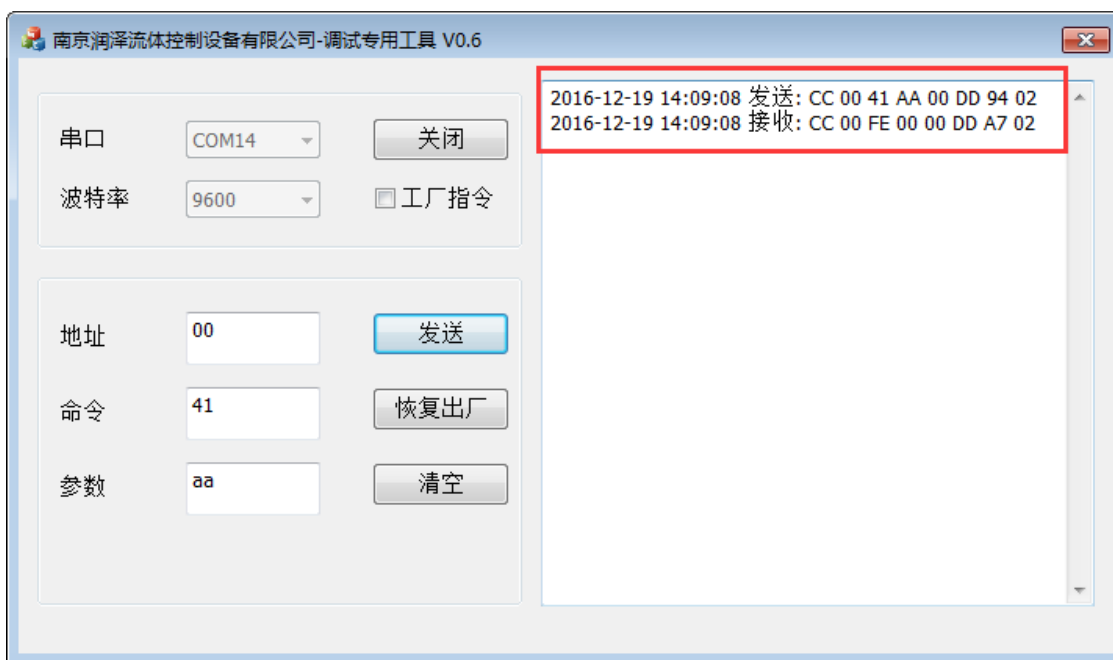 南京润泽流体控制设备有限公司-调试专用工具 V0.6
串口 COM14 关闭
波特率 9600 工厂指令
地址 00 发送
命令 41 恢复出厂
参数 aa 清空
2016-12-19 14:09:08 发送: CC 00 41 AA 00 DD 94 02
2016-12-19 14:09:08 接收: CC 00 FE 00 00 DD A7 02